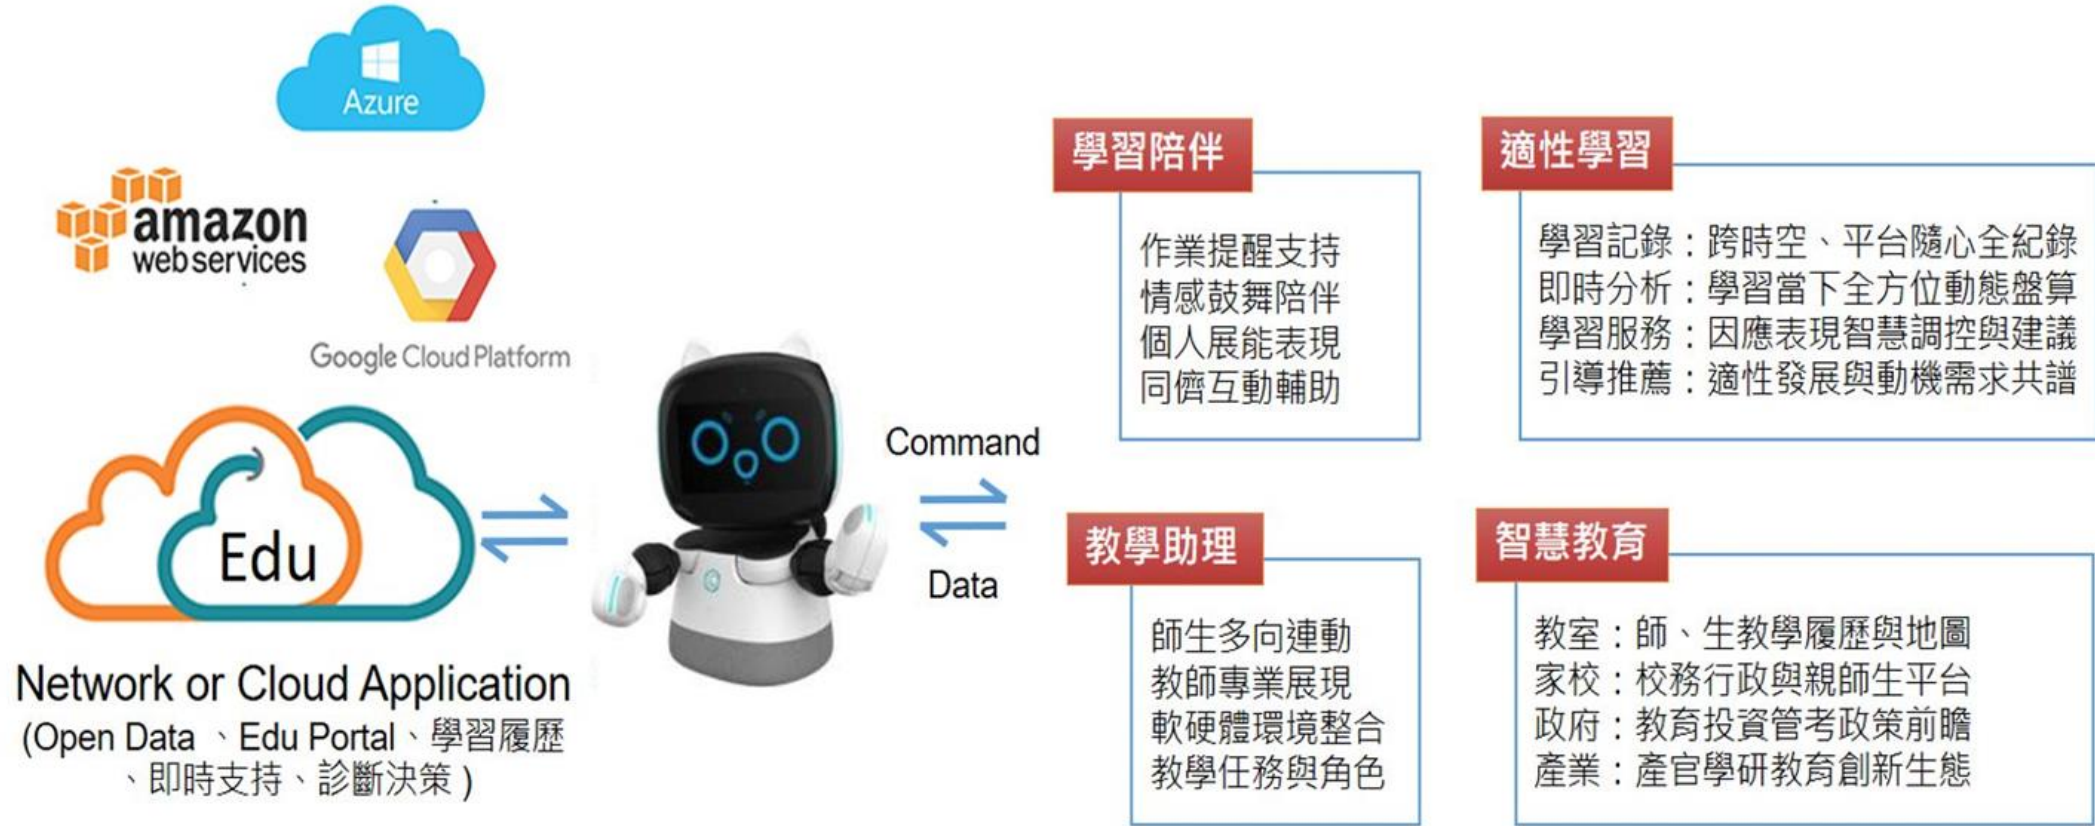 Azure
amazon
web services
Google Cloud Platform
Edu
Network or Cloud Application
(Open Data 、Edu Portal、學習履歷
、即時支持、診斷決策 )
Command
Data
學習陪伴
作業提醒支持
情感鼓舞陪伴
個人展能表現
同儕互動輔助
適性學習
學習記錄：跨時空、平台隨心全紀錄
即時分析：學習當下全方位動態盤算
學習服務：因應表現智慧調控與建議
引導推薦：適性發展與動機需求共譜
教學助理
師生多向連動
教師專業展現
軟硬體環境整合
教學任務與角色
智慧教育
教室：師、生教學履歷與地圖
家校：校務行政與親師生平台
政府：教育投資管考政策前瞻
產業：產官學研教育創新生態